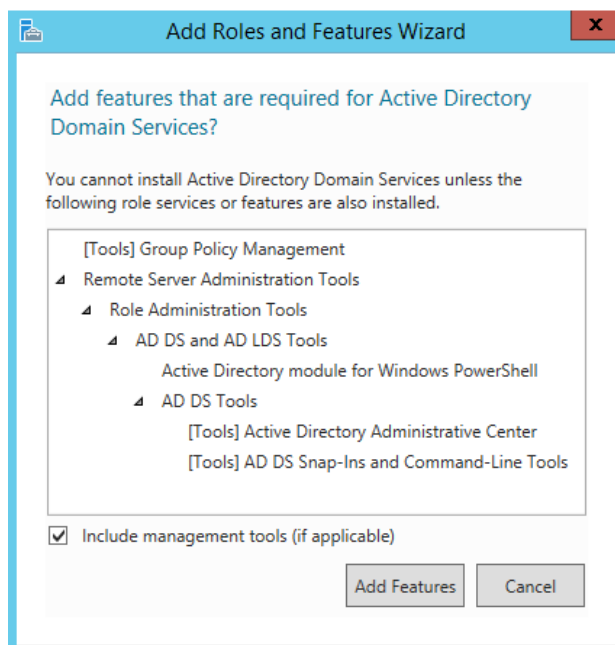 Add Roles and Features Wizard
x
Add features that are required for Active Directory
Domain Services?
You cannot install Active Directory Domain Services unless the
following role services or features are also installed.
[Tools] Group Policy Management
Remote Server Administration Tools
Role Administration Tools
AD DS and AD LDS Tools
Active Directory module for Windows PowerShell
AD DS Tools
[Tools] Active Directory Administrative Center
[Tools] AD DS Snap-Ins and Command-Line Tools
Include management tools (if applicable)
Add Features Cancel